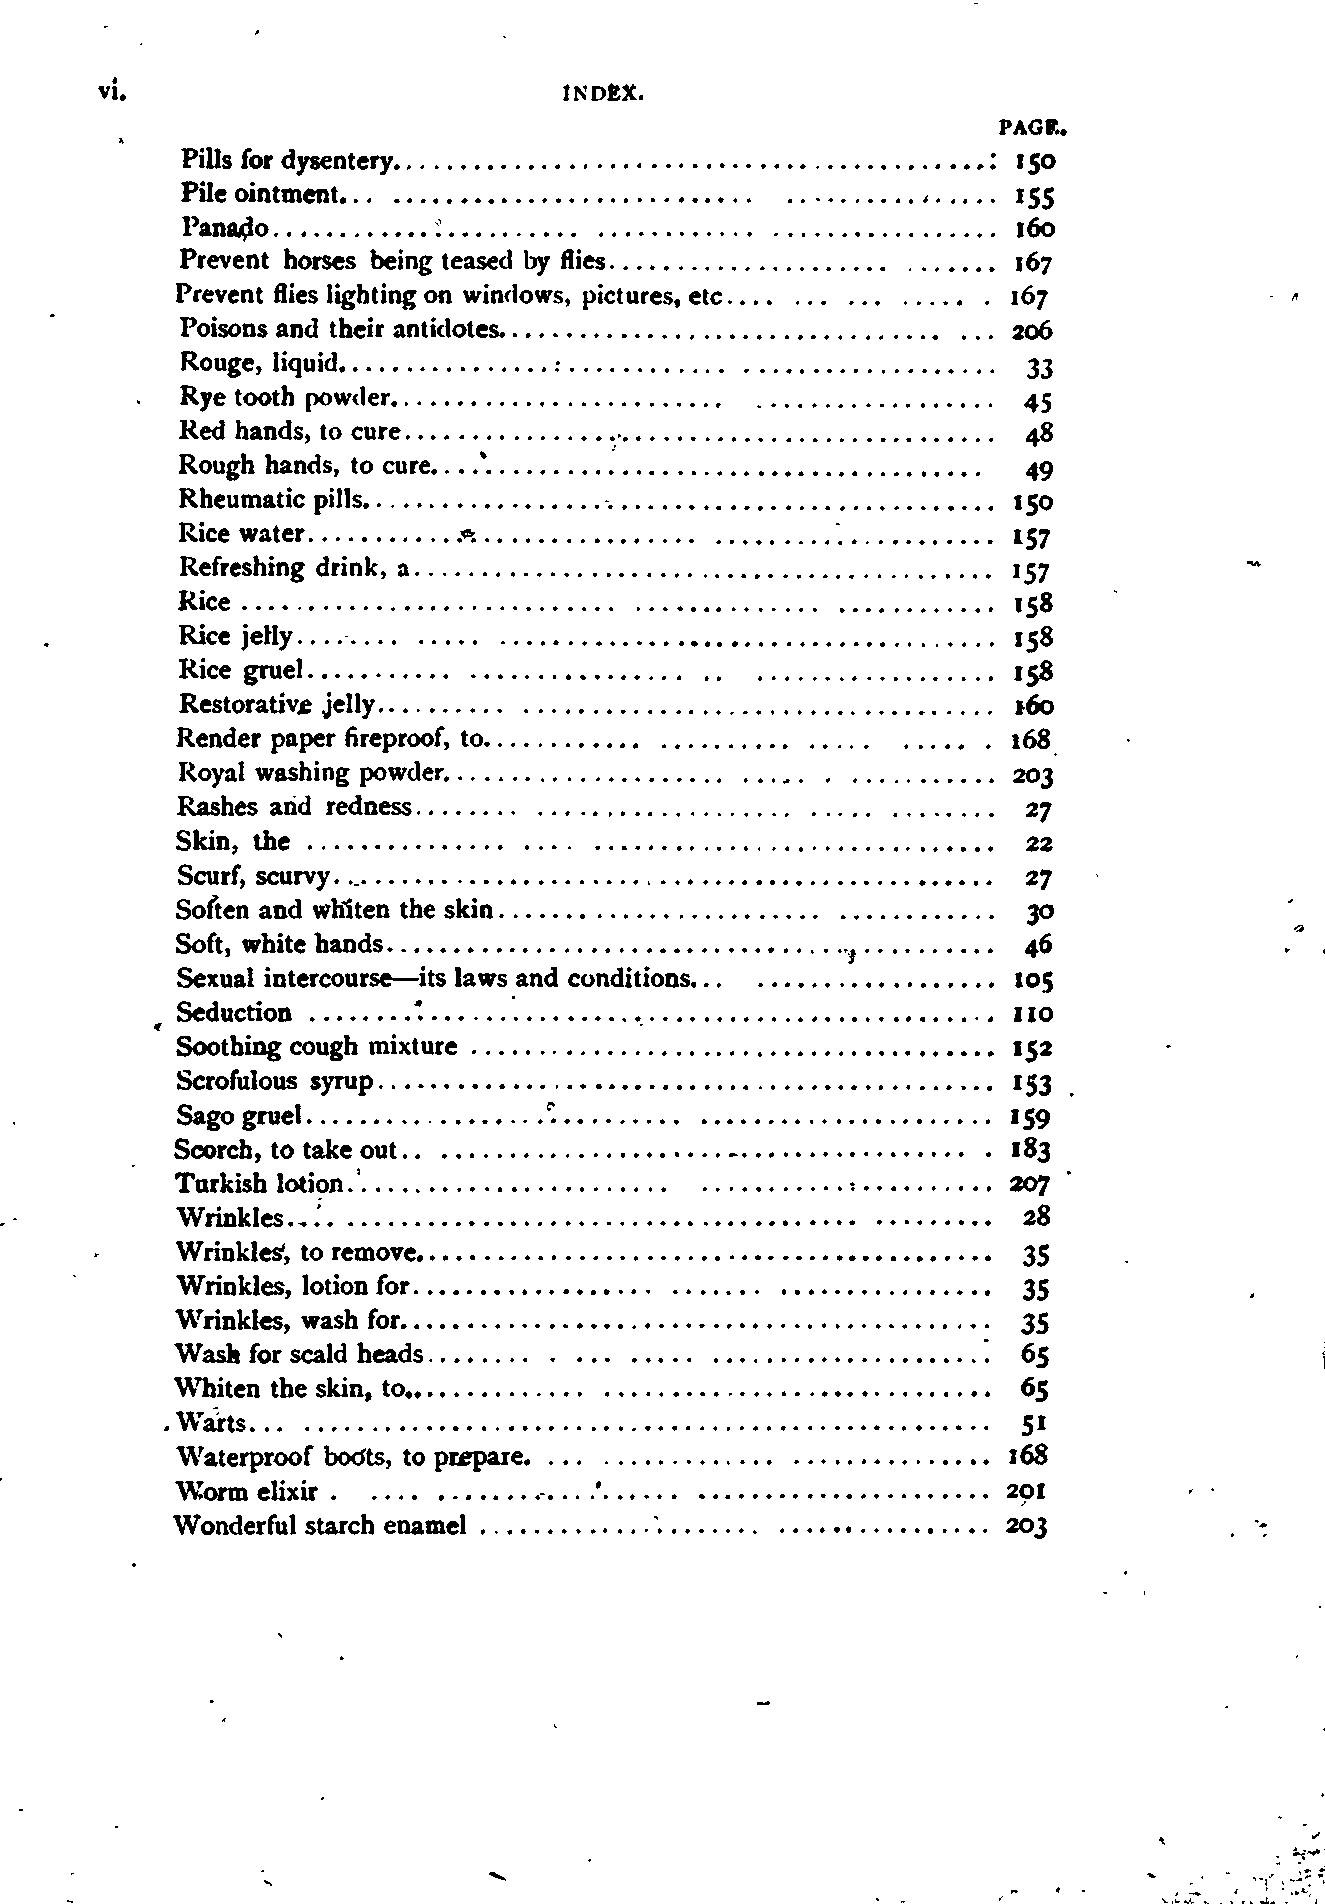 vi. INDEX.
PAGE.
Pills for dysentery 150
Pile ointment 155
Panado 160
Prevent horses being teased by flies 167
Prevent flies lighting on windows, pictures, etc 167
Poisons and their antidotes 206
Rouge, liquid 33
Rye tooth powder 45
Red hands, to cure 48
Rough hands, to cure 49
Rheumatic pills 150
Rice water 157
Refreshing drink, a 157
Rice 158
Rice jelly 158
Rice gruel 158
Restorative jelly 160
Render paper fireproof, to 168
Royal washing powder 203
Rashes and redness 27
Skin, the 22
Scurf, scurvy 27
Soften and whiten the skin 30
Soft, white hands 46
Sexual intercourse—its laws and conditions 105
Seduction 110
Soothing cough mixture 152
Scrofulous syrup 153
Sago gruel 159
Scorch, to take out 183
Turkish lotion 207
Wrinkles 28
Wrinkles, to remove 35
Wrinkles, lotion for 35
Wrinkles, wash for 35
Wash for scald heads 65
Whiten the skin, to 65
Warts 51
Waterproof boots, to prepare 168
Worm elixir 201
Wonderful starch enamel 203